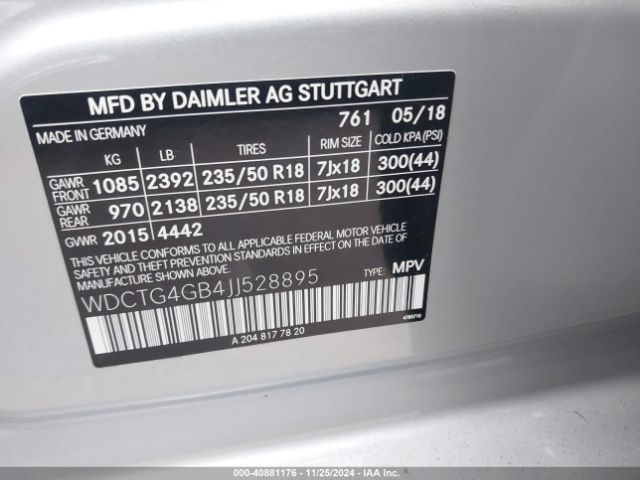 MFD BY DAIMLER AG STUTTGART
MADE IN GERMANY 761 05/18
KG LB TIRES RIM SIZE COLD KPA(PSI)
GAWR FRONT 1085 2392 235/50 R18 7Jx18 300(44)
GAWR REAR 970 2138 235/50 R18 7Jx18 300(44)
GVWR 2015 4442
THIS VEHICLE CONFORMS TO ALL APPLICABLE FEDERAL MOTOR VEHICLE
SAFETY, BUMPER, AND THEFT PREVENTION STANDARDS IN EFFECT
ON THE DATE OF MANUFACTURE SHOWN ABOVE.
WDCTG4GB4JJ528895 TYPE: MPV
A 204 817 78 20
000-40881176 - 11/25/2024 - IAA Inc.